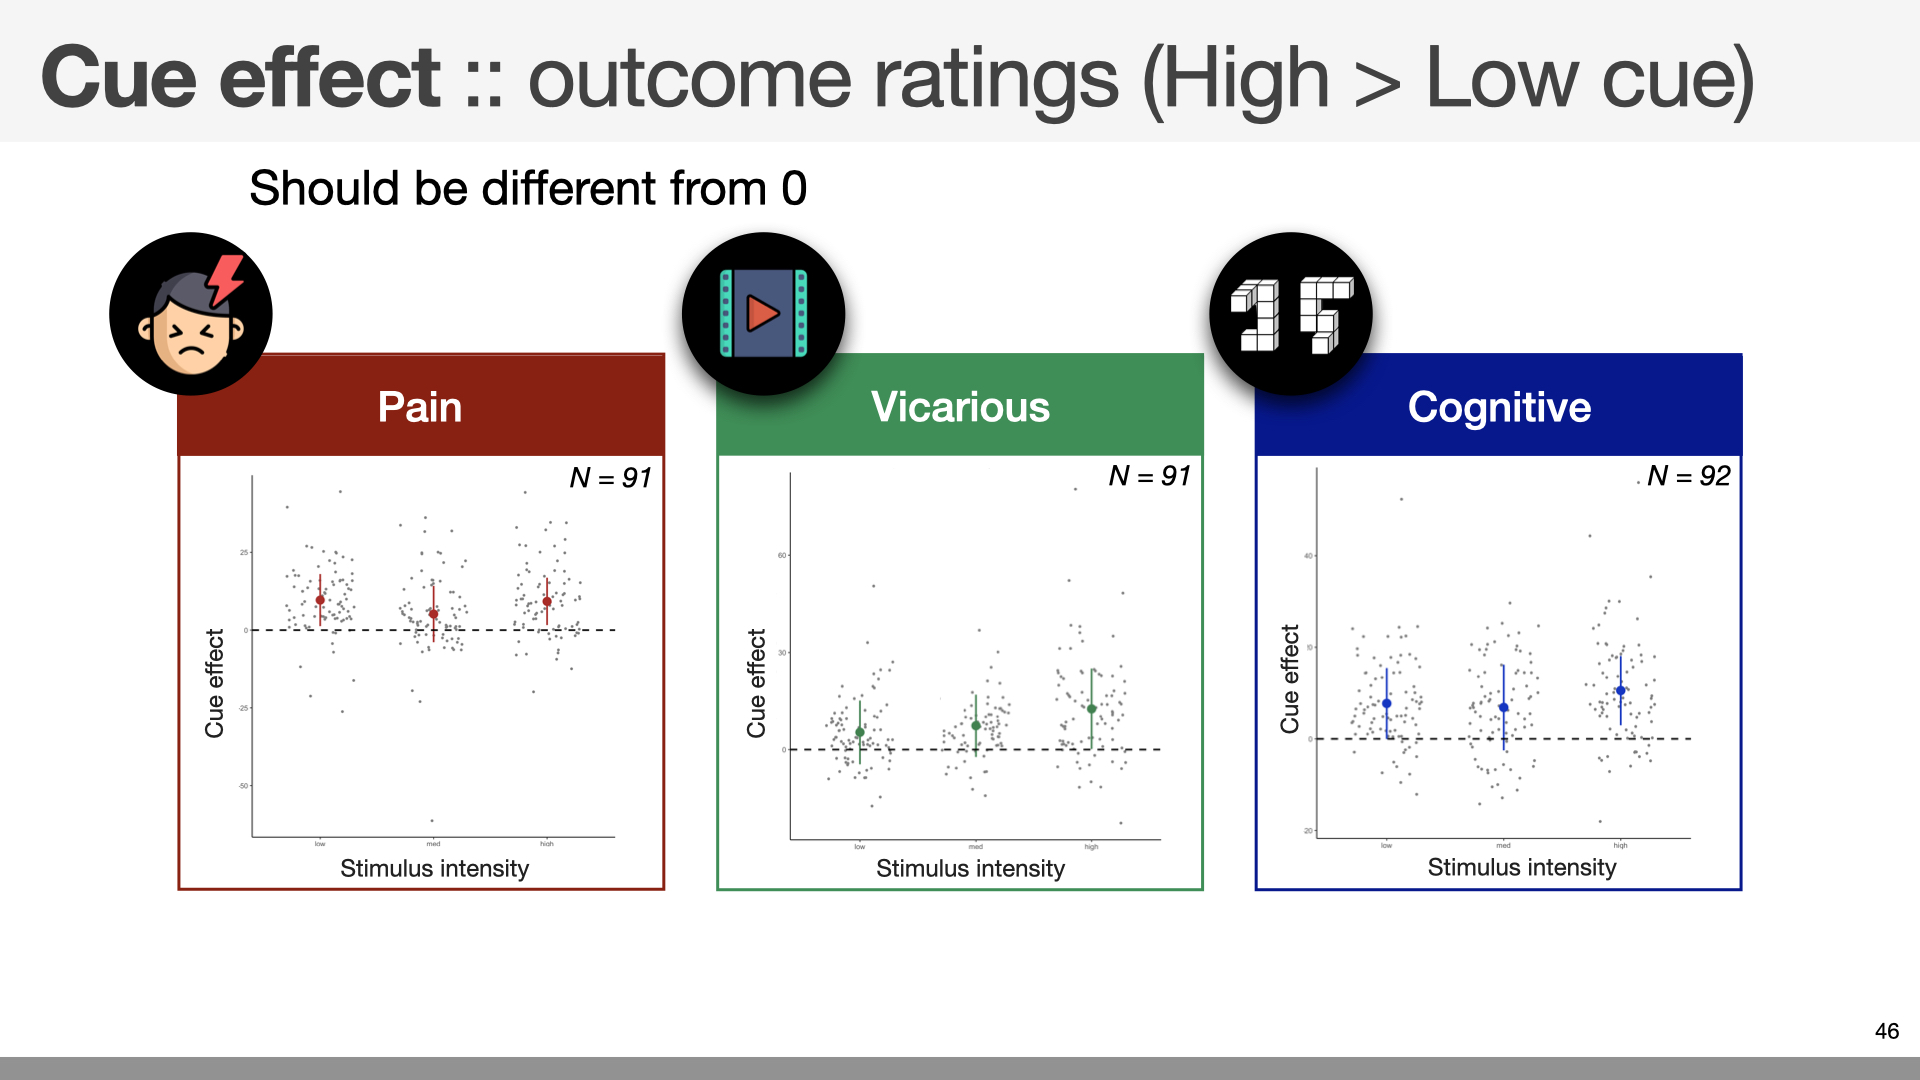 Cue effect :: outcome ratings (High > Low cue)
Should be different from 0
Pain
N = 91
25
0
-25
-50
Cue effect
low med high
Stimulus intensity
Vicarious
N = 91
60
30
0
Cue effect
low med high
Stimulus intensity
Cognitive
N = 92
40
20
0
20
Cue effect
low med high
Stimulus intensity
46